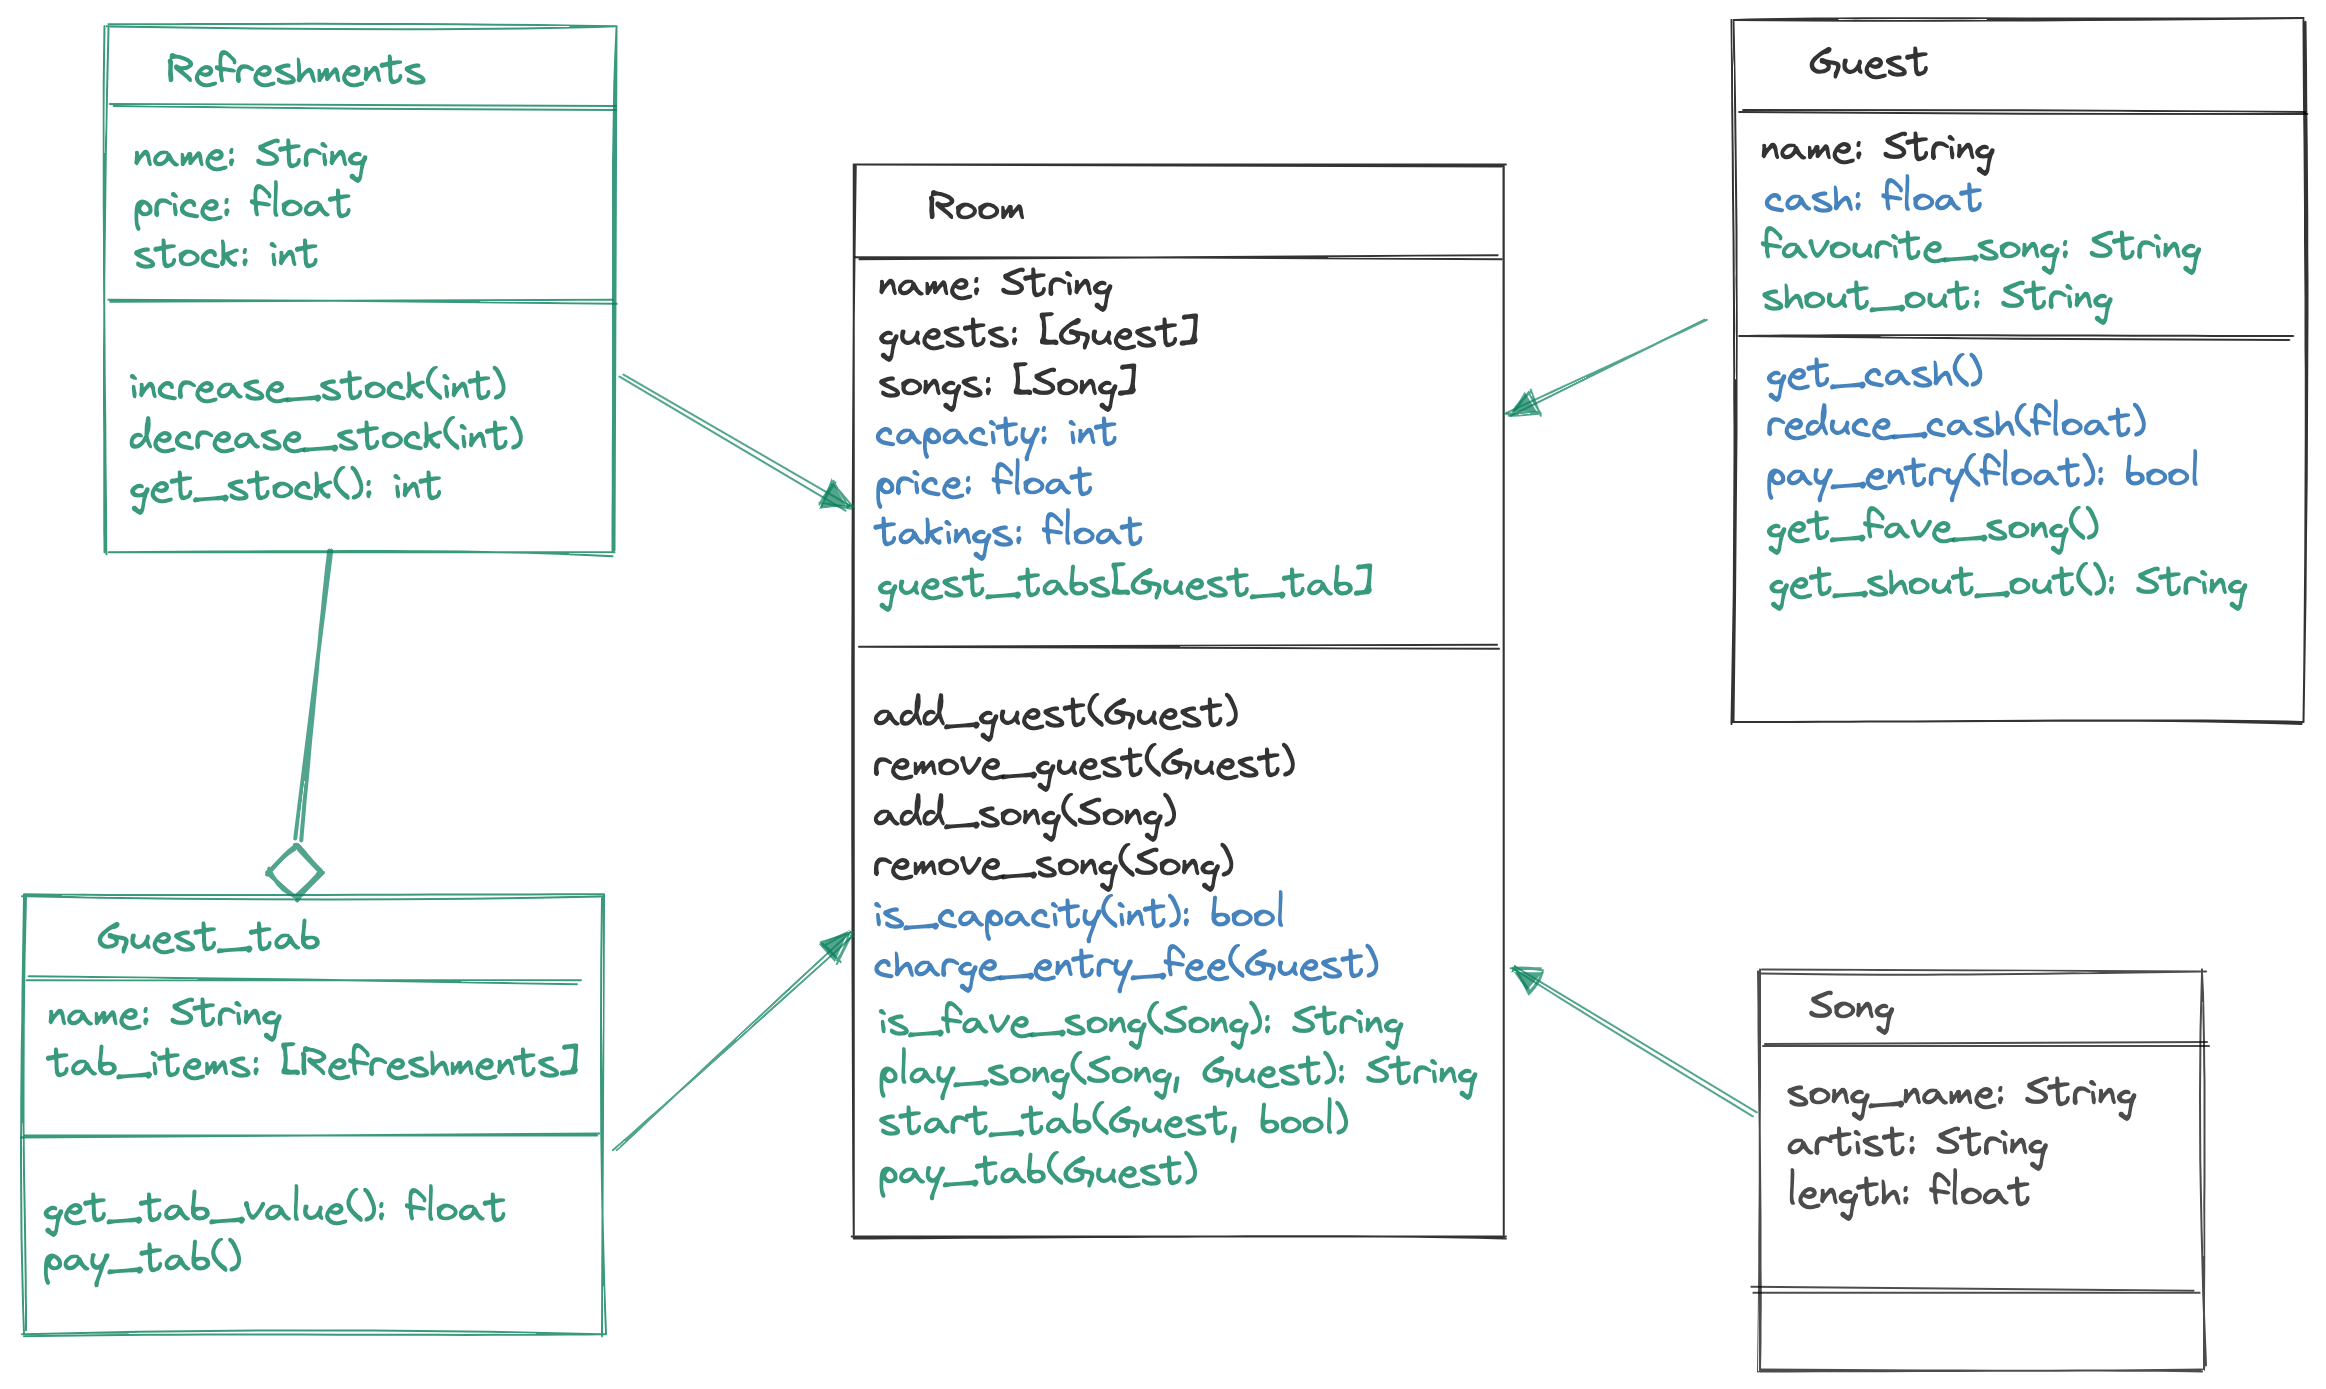 Refreshments
name: String
price: float
stock: int
increase_stock(int)
decrease_stock(int)
get_stock(): int
Guest_tab
name: String
tab_items: [Refreshments]
get_tab_value(): float
pay_tab()
Room
name: String
guests: [Guest]
songs: [Song]
capacity: int
price: float
takings: float
guest_tabs[Guest_tab]
add_guest(Guest)
remove_guest(Guest)
add_song(Song)
remove_song(Song)
is_capacity(int): bool
charge_entry_fee(Guest)
is_fave_song(Song): String
play_song(Song, Guest): String
start_tab(Guest, bool)
pay_tab(Guest)
Guest
name: String
cash: float
favourite_song: String
shout_out: String
get_cash()
reduce_cash(float)
pay_entry(float): bool
get_fave_song()
get_shout_out(): String
Song
song_name: String
artist: String
length: float